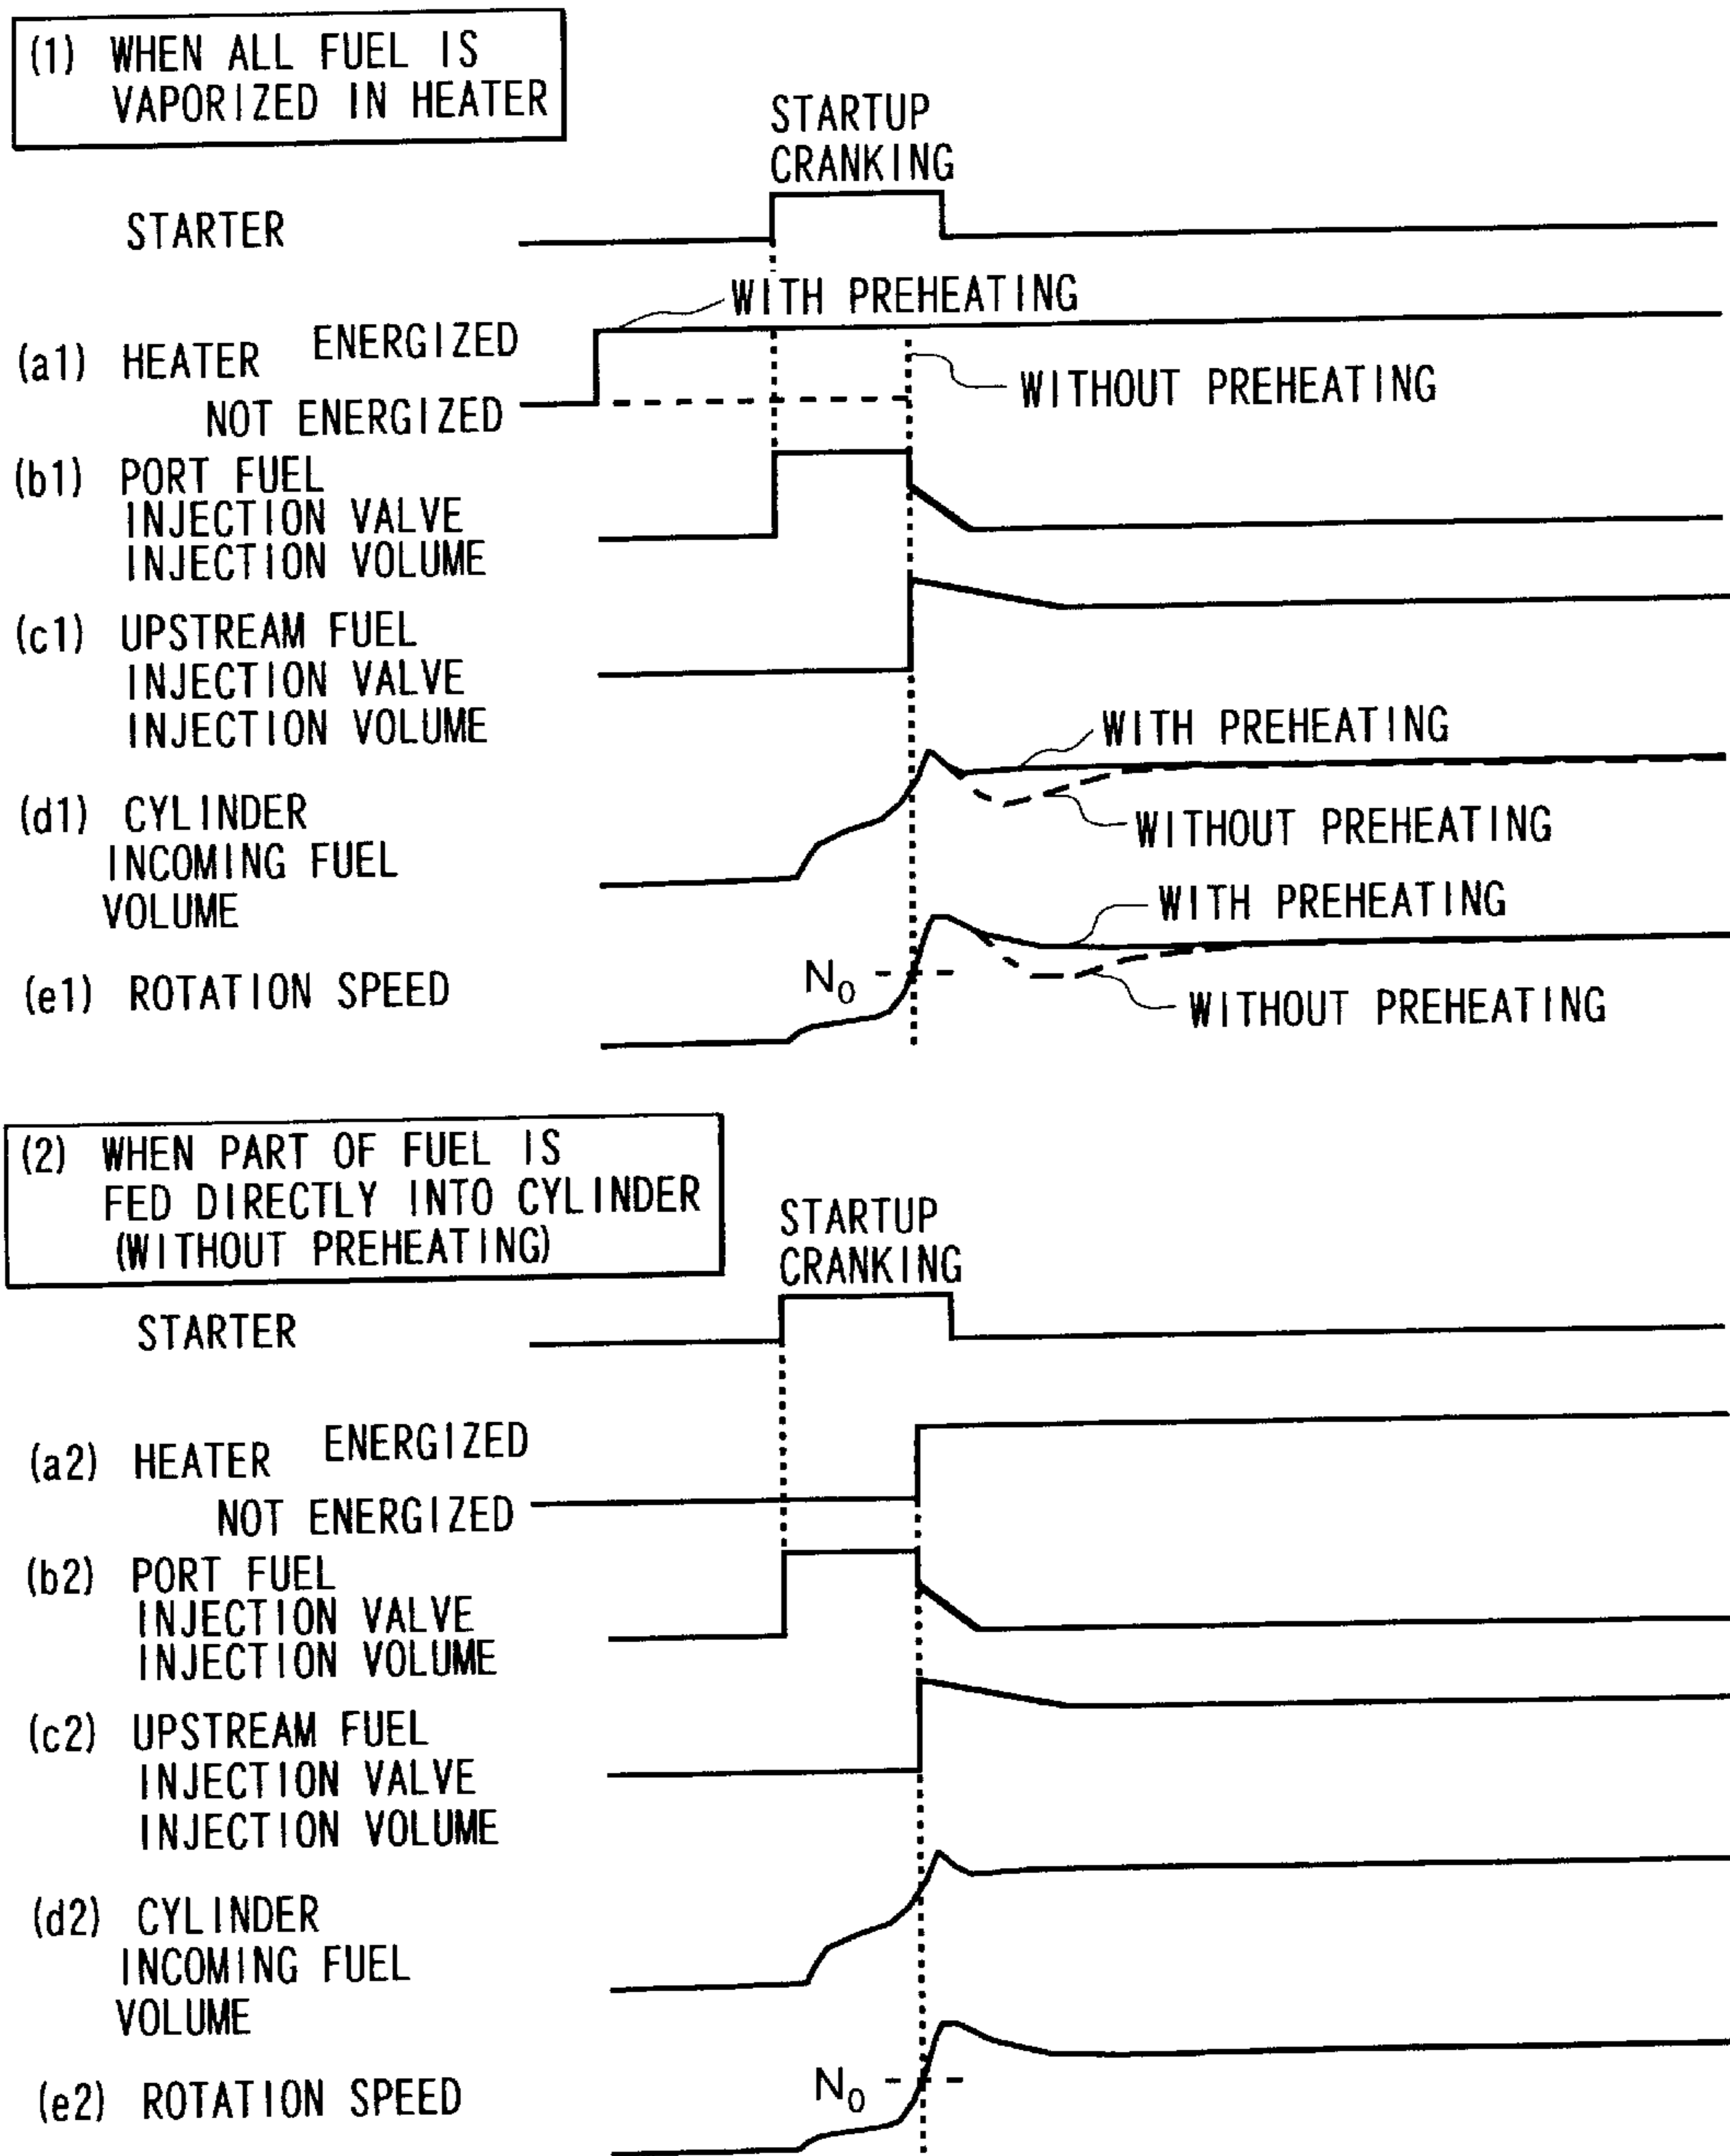 (1) WHEN ALL FUEL IS
VAPORIZED IN HEATER
STARTUP
CRANKING
STARTER
WITH PREHEATING
(a1) HEATER ENERGIZED
WITHOUT PREHEATING
NOT ENERGIZED
(b1) PORT FUEL
INJECTION VALVE
INJECTION VOLUME
(c1) UPSTREAM FUEL
INJECTION VALVE
INJECTION VOLUME
WITH PREHEATING
(d1) CYLINDER
INCOMING FUEL
VOLUME
WITHOUT PREHEATING
WITH PREHEATING
(e1) ROTATION SPEED
N0
WITHOUT PREHEATING
(2) WHEN PART OF FUEL IS
FED DIRECTLY INTO CYLINDER
(WITHOUT PREHEATING)
STARTUP
CRANKING
STARTER
(a2) HEATER ENERGIZED
NOT ENERGIZED
(b2) PORT FUEL
INJECTION VALVE
INJECTION VOLUME
(c2) UPSTREAM FUEL
INJECTION VALVE
INJECTION VOLUME
(d2) CYLINDER
INCOMING FUEL
VOLUME
(e2) ROTATION SPEED
N0